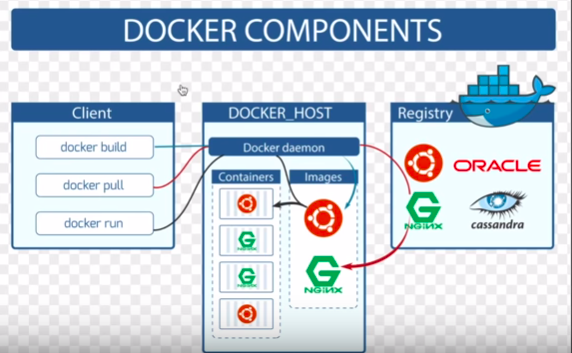 DOCKER COMPONENTS
Client
docker build
docker pull
docker run
DOCKER_HOST
Docker daemon
Containers
Images
NGINX
Registry
ORACLE
NGINX
cassandra